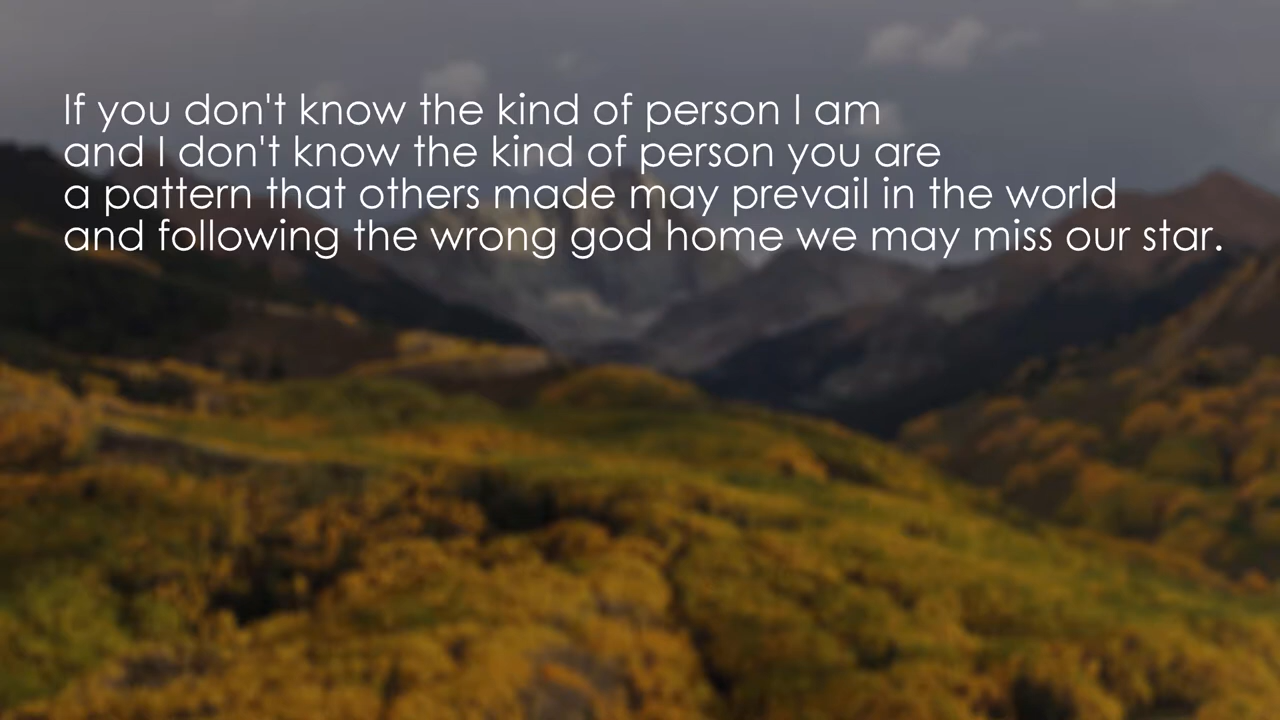 If you don't know the kind of person I am
and I don't know the kind of person you are
a pattern that others made may prevail in the world
and following the wrong god home we may miss our star.